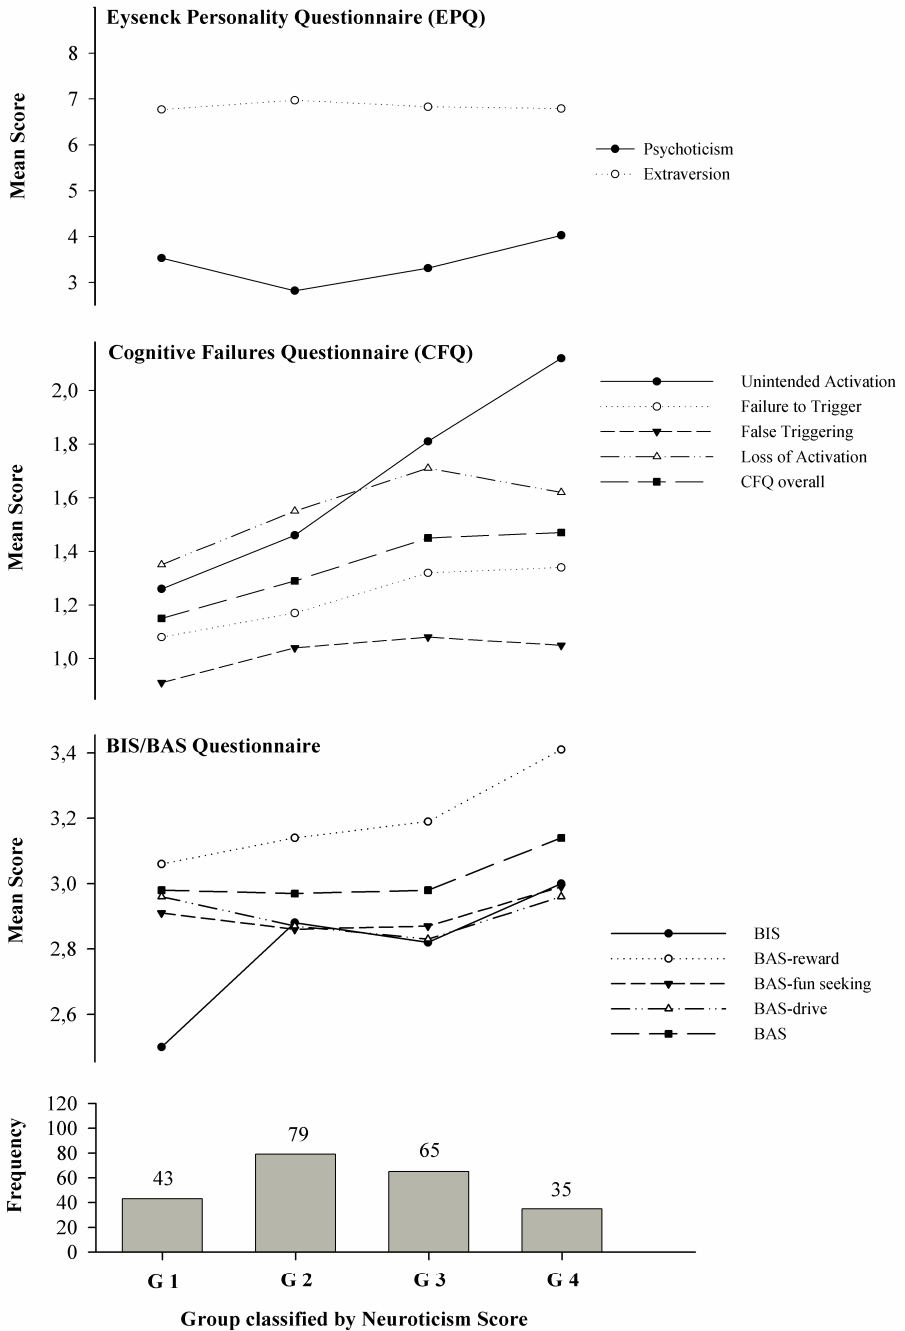 Eysenck Personality Questionnaire (EPQ)
8
7
6
5
4
3
Mean Score
Psychoticism
Extraversion
Cognitive Failures Questionnaire (CFQ)
2,0
1,8
1,6
1,4
1,2
1,0
Mean Score
Unintended Activation
Failure to Trigger
False Triggering
Loss of Activation
CFQ overall
BIS/BAS Questionnaire
3,4
3,2
3,0
2,8
2,6
Mean Score
BIS
BAS-reward
BAS-fun seeking
BAS-drive
BAS
120
100
80
60
40
20
0
Frequency
43
79
65
35
G 1 G 2 G 3 G 4
Group classified by Neuroticism Score